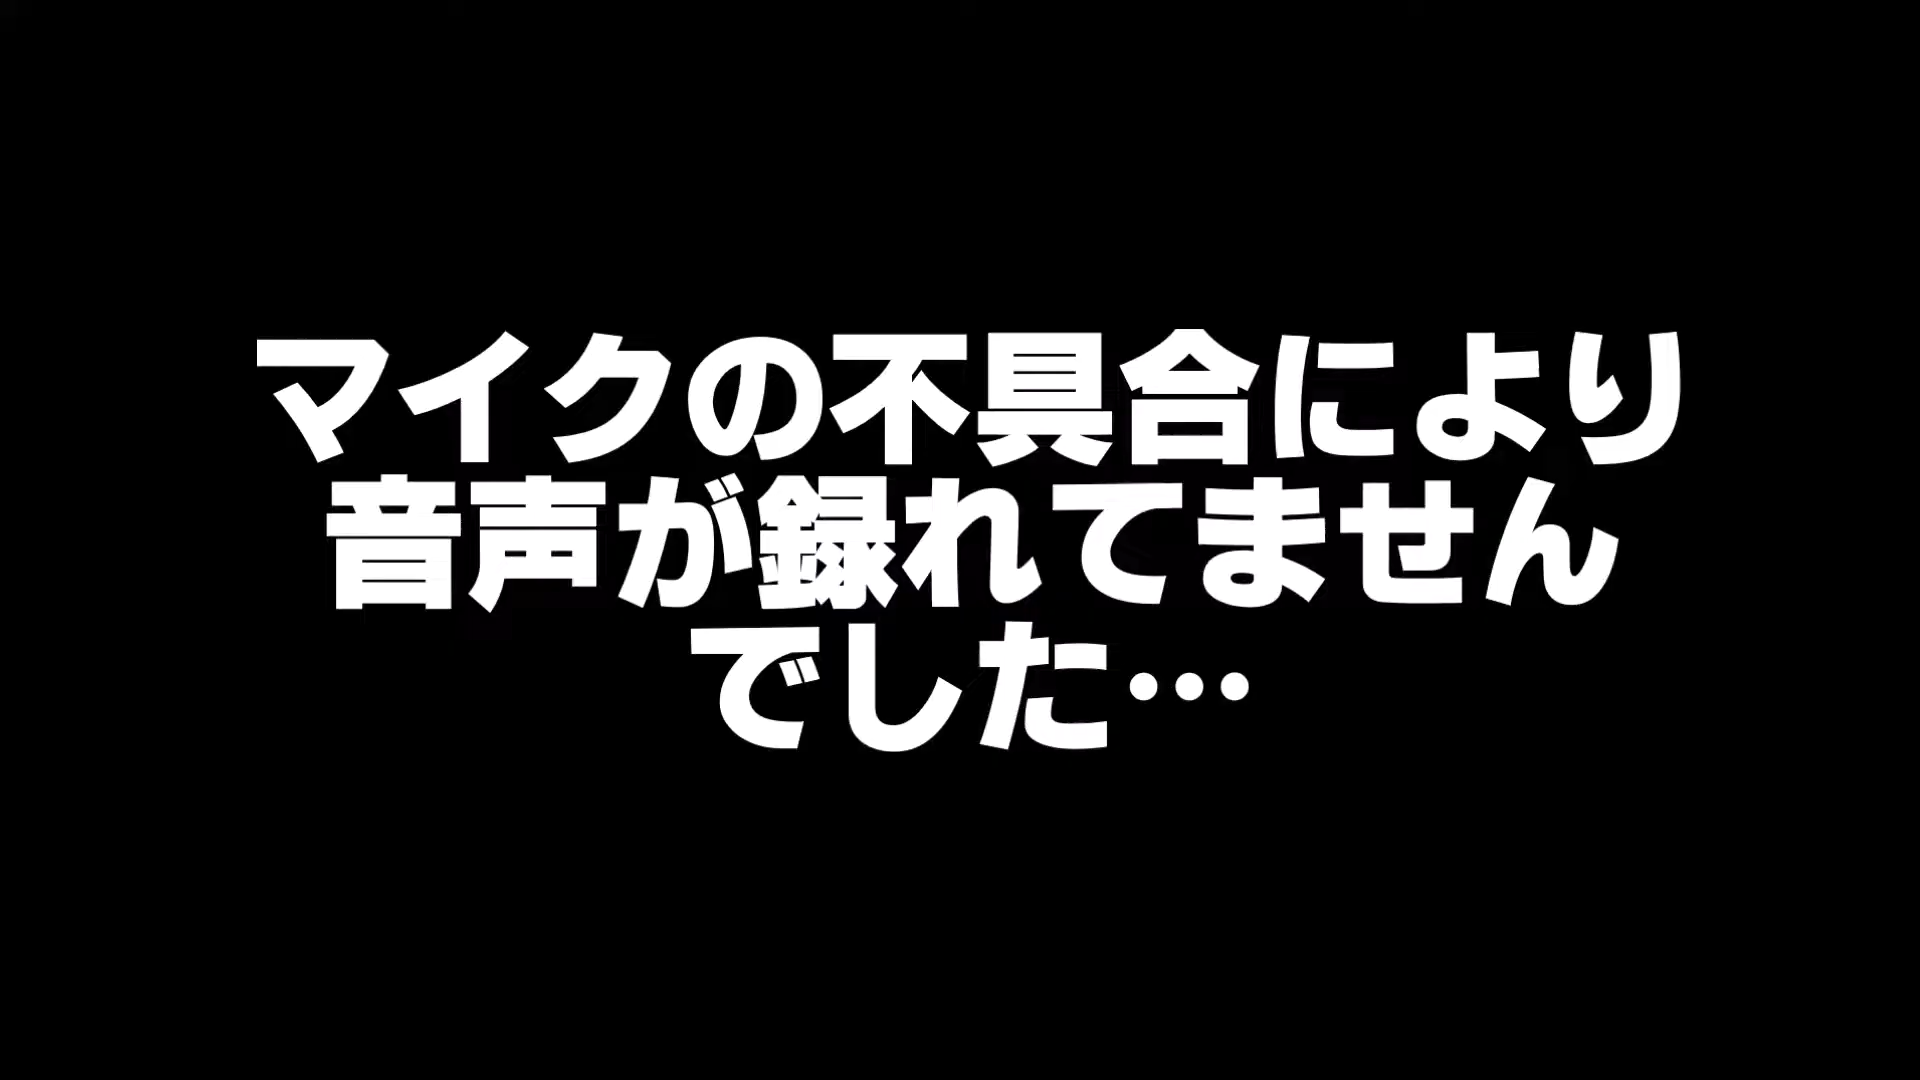 マイクの不具合により
音声が録れてません
でした…